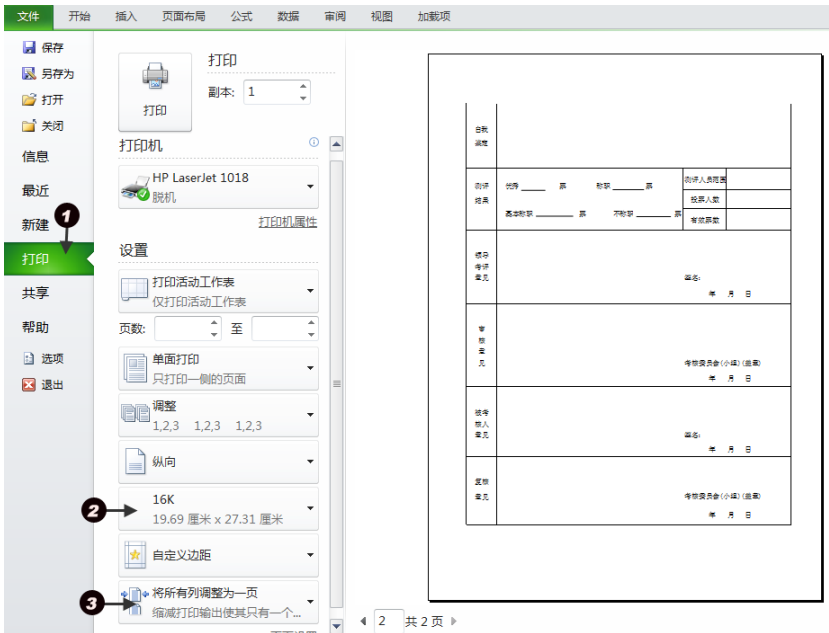 文件 开始 插入 页面布局 公式 数据 审阅 视图 加载项
保存
另存为
打开
关闭
信息
最近
新建
打印
共享
帮助
选项
退出
1
2
3
打印
打印
副本: 1
打印机
HP LaserJet 1018
脱机
打印机属性
设置
打印活动工作表
仅打印活动工作表
页数: 至
单面打印
只打印一侧的页面
调整
1,2,3 1,2,3 1,2,3
纵向
16K
19.69 厘米 x 27.31 厘米
自定义边距
将所有列调整为一页
缩减打印输出使其只有一个...
自我
测评
结果
优秀 票 称职 票
基本称职 票 不称职 票
测评人员范围
投票人数
有效票数
领导
考评
意见
签名:
年 月 日
审
核
意
见
考核委员会(小组)(盖章)
年 月 日
被考
核人
意见
签名:
年 月 日
复核
意见
考核委员会(小组)(盖章)
年 月 日
2 共 2 页